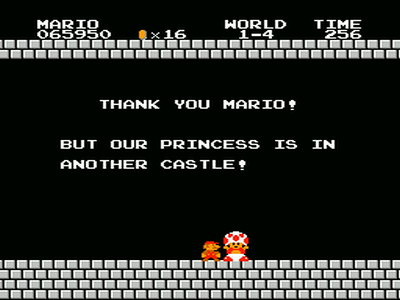 MARIO WORLD TIME
065950 ×16 1-4 256
THANK YOU MARIO!
BUT OUR PRINCESS IS IN
ANOTHER CASTLE!